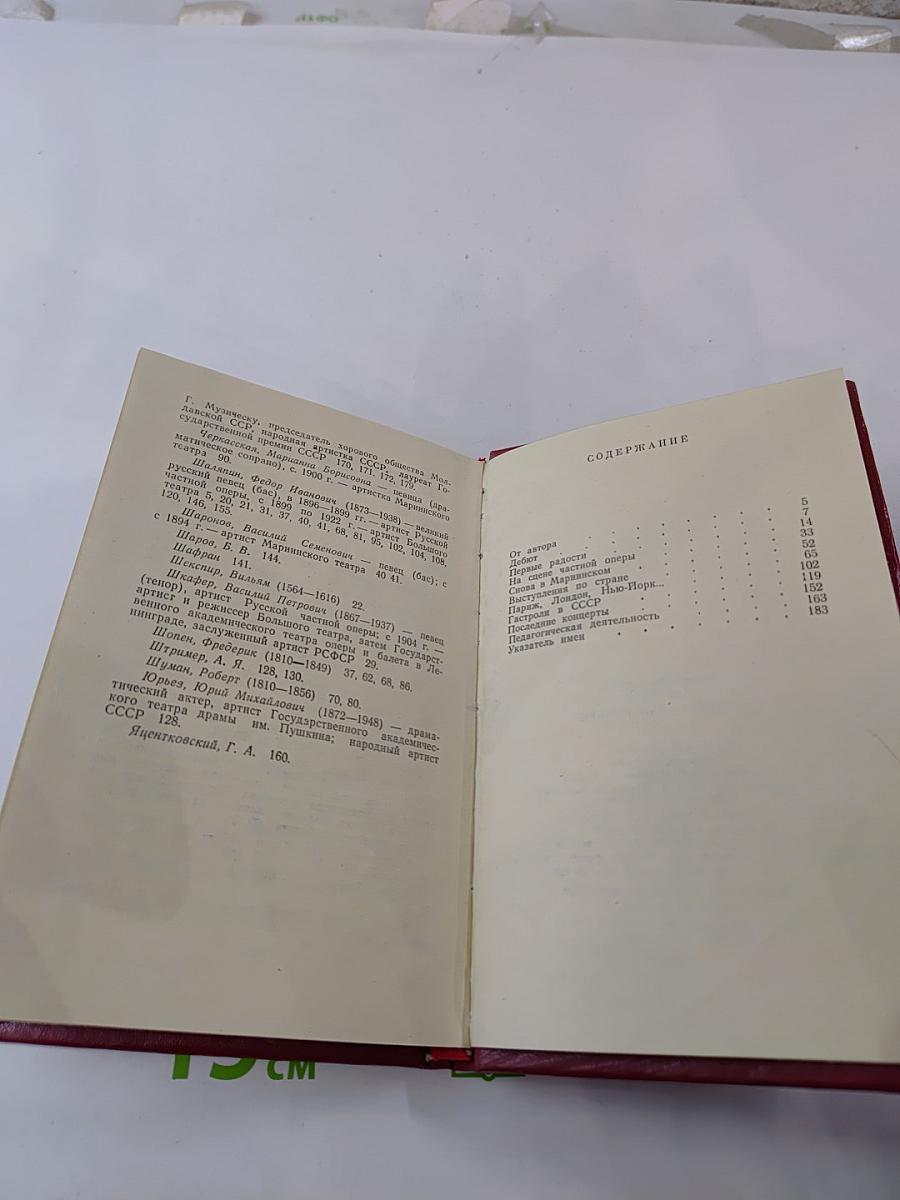 Г. Музическу, председатель хорового общества Мол-
давской ССР, народная артистка СССР, лауреат Го-
сударственной премии СССР 170, 171, 172, 179.
Черкасская, Марианна Борисовна — певица (дра-
матическое сопрано), с. 1900 г. — артистка Мариинского
театра 90.
Шаляпин, Федор Иванович (1873—1938) — великий
русский певец (бас), в 1896—1899 гг. — артист Русской
частной оперы, с 1899 по 1922 г. — артист Большого
театра 5, 20, 21, 31, 37, 40, 41, 68, 81, 95, 102, 104, 108,
120, 146, 155.
Шаронов, Василий Семенович — певец (бас); с
с 1894 г. — артист Мариинского театра 40 41.
Шаров, Б. В. 144.
Шафран 141.
Шекспир, Вильям (1564—1616) 22.
Шкафер, Василий Петрович (1867—1937) — певец
(тенор), артист Русской частной оперы; с 1904 г. —
артист и режиссер Большого театра, затем Государст-
венного академического театра оперы и балета в Ле-
нинграде, заслуженный артист РСФСР 29.
Шопен, Фредерик (1810—1849) 37, 62, 68, 86.
Штример, А. Я. 128, 130.
Шуман, Роберт (1810—1856) 70, 80.
Юрьез, Юрий Михайлович (1872—1948) — драма-
тический актер, артист Государственного академичес-
кого театра драмы им. Пушкина; народный артист
СССР 128.
Яцентковский, Г. А. 160.
СОДЕРЖАНИЕ
От автора 5
Дебют 7
Первые радости 14
На сцене частной оперы 33
Снова в Мариинском 52
Выступления по стране 65
Париж, Лондон, Нью-Йорк... 102
Гастроли в СССР 119
Последние концерты 152
Педагогическая деятельность 163
Указатель имен 183
15 см